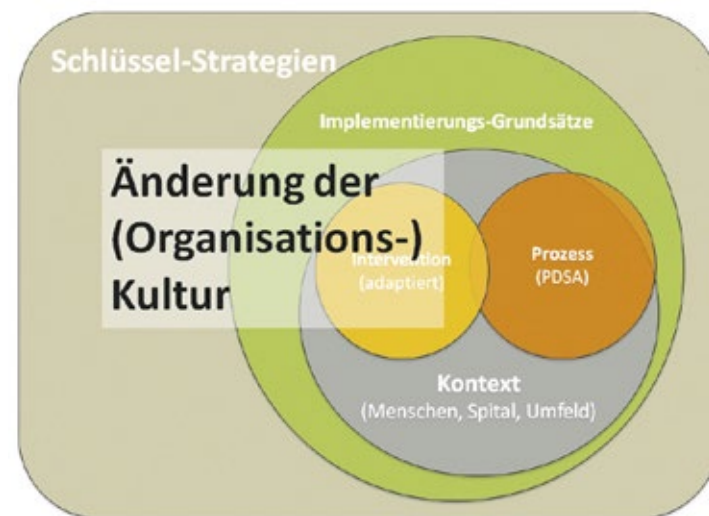 Schlüssel-Strategien
Implementierungs-Grundsätze
Änderung der
(Organisations-)
Kultur
Intervention
(adaptiert)
Prozess
(PDSA)
Kontext
(Menschen, Spital, Umfeld)